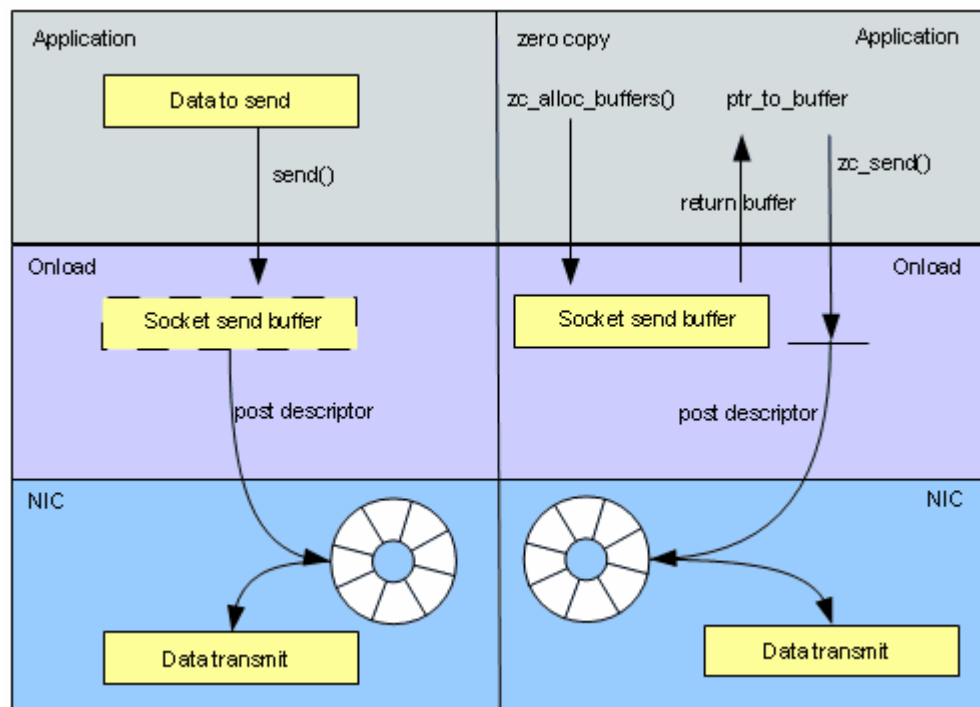 Application
Data to send
send()
Onload
Socket send buffer
post descriptor
NIC
Data transmit
zero copy
Application
zc_alloc_buffers()
ptr_to_buffer
zc_send()
return buffer
Onload
Socket send buffer
post descriptor
NIC
Data transmit